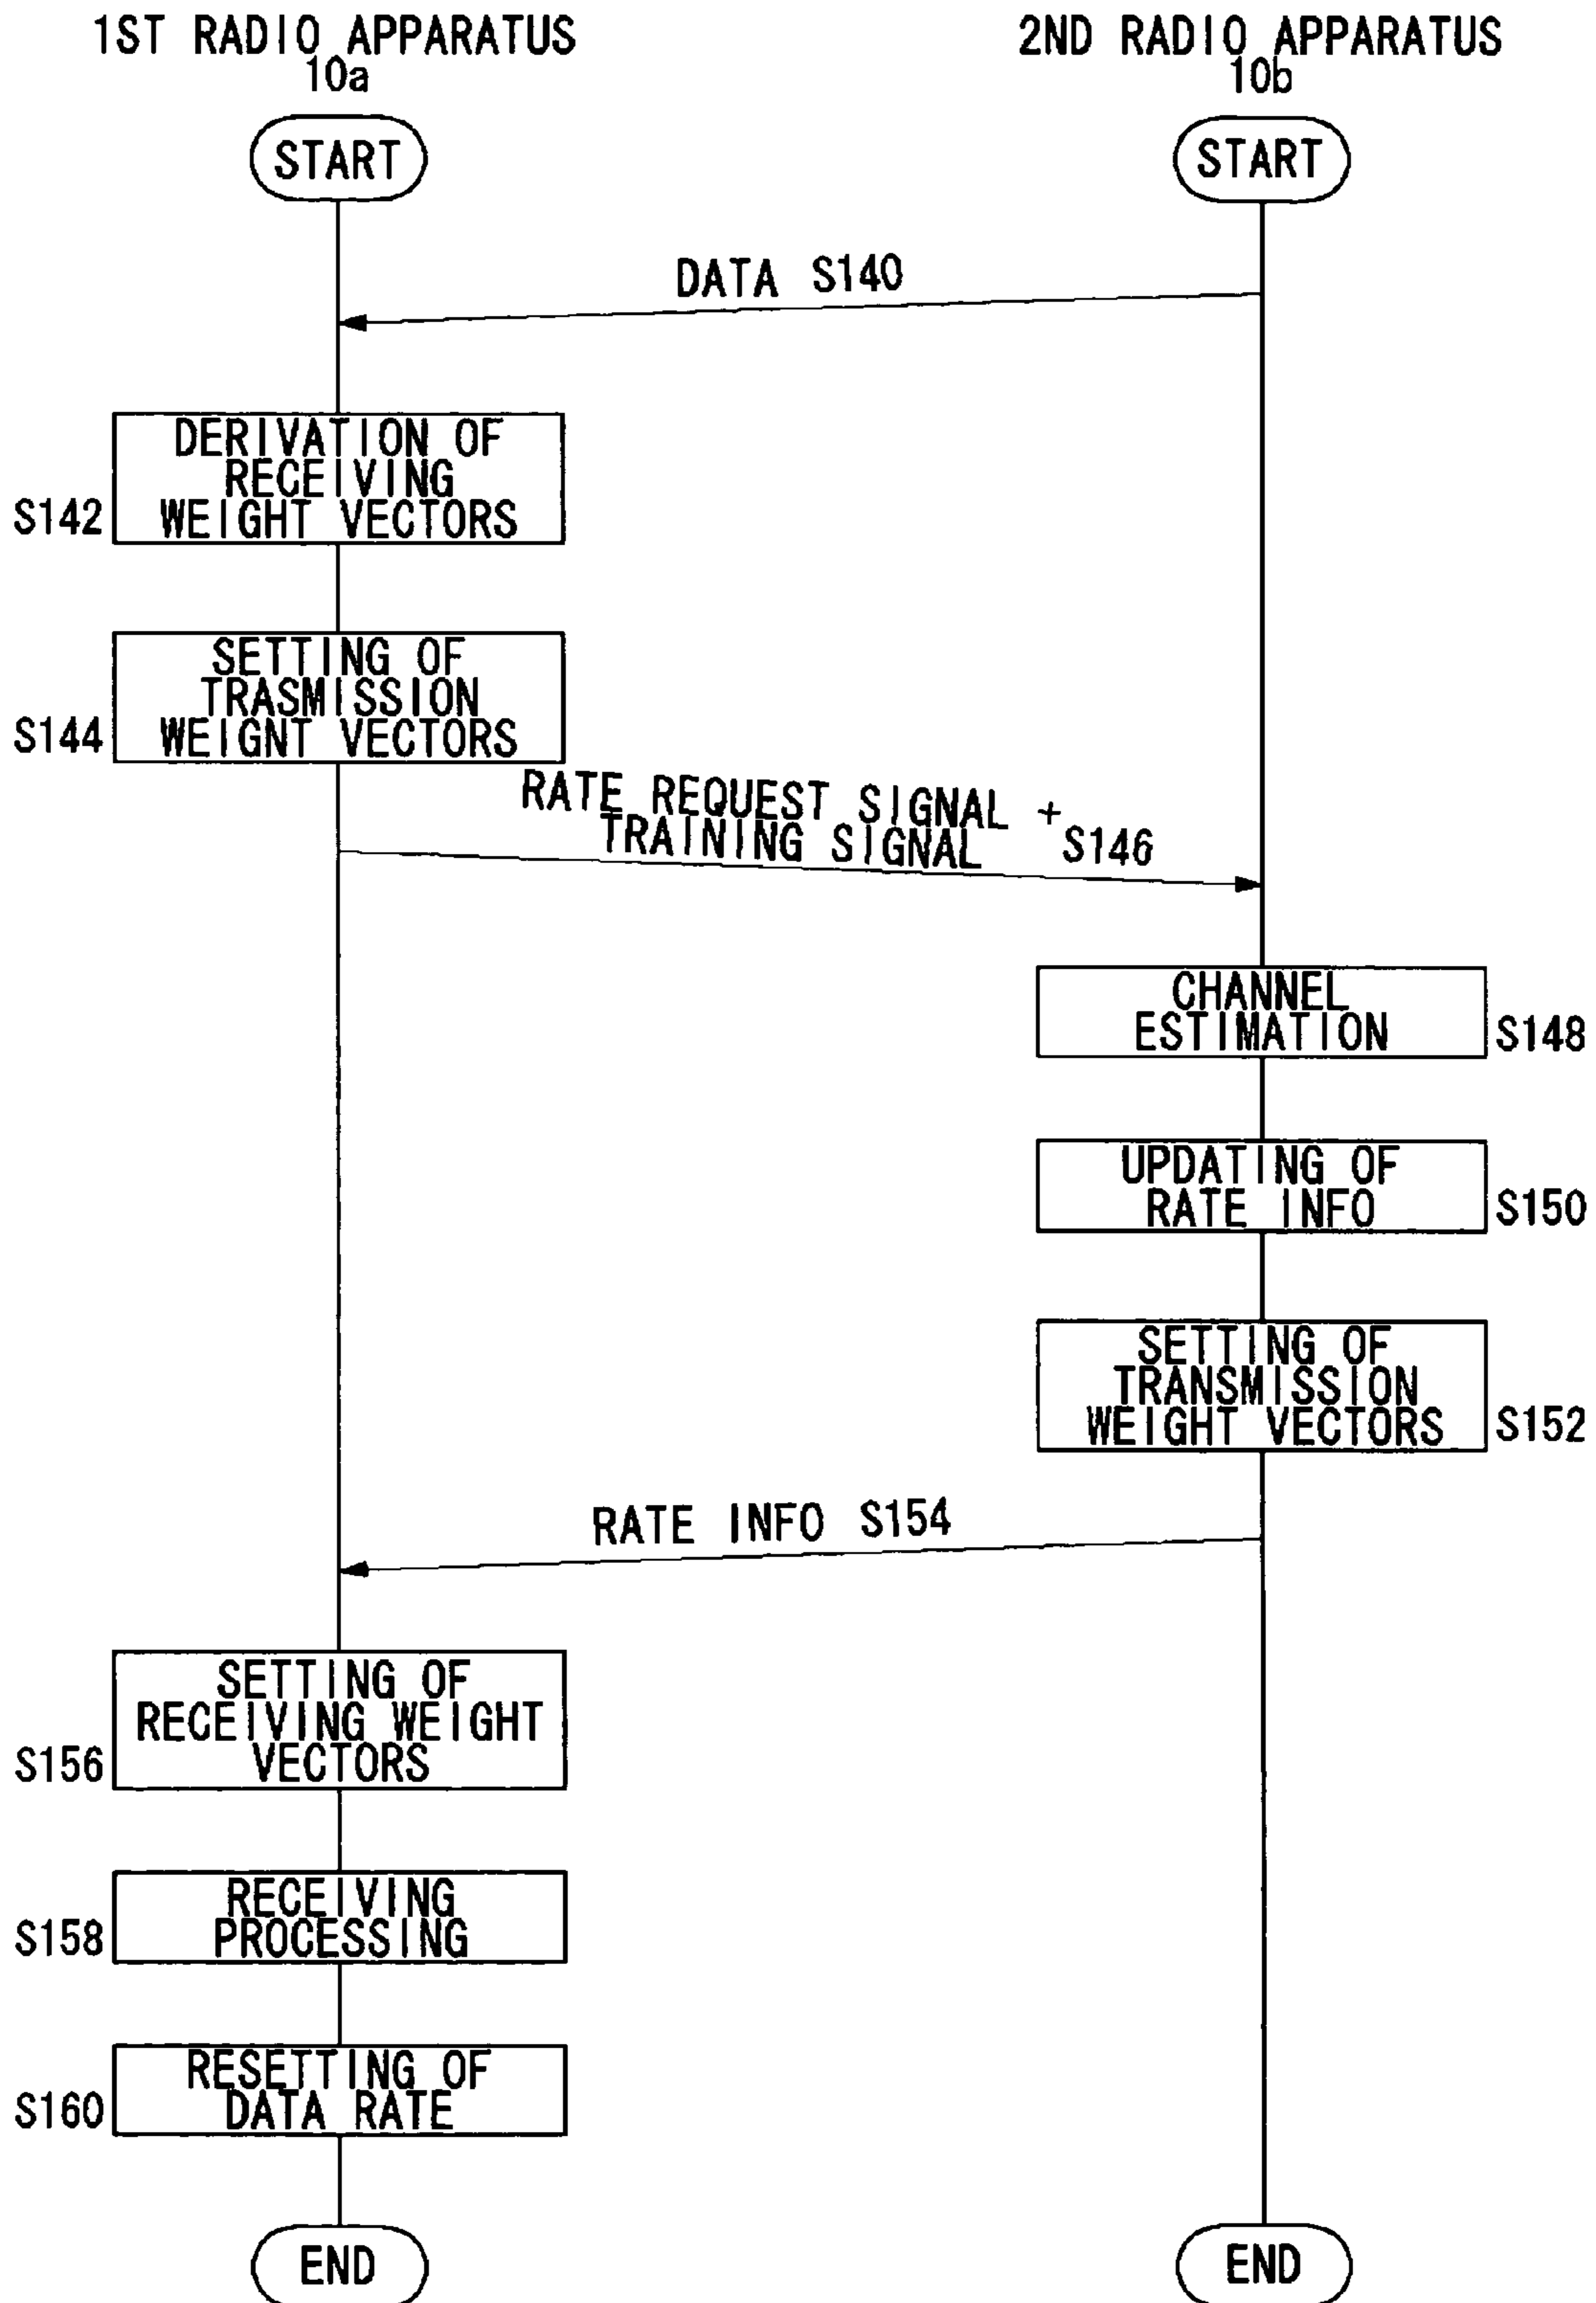 1ST RADIO APPARATUS
10a
2ND RADIO APPARATUS
10b
START
START
DATA S140
DERIVATION OF
RECEIVING
WEIGHT VECTORS
S142
SETTING OF
TRASMISSION
WEIGNT VECTORS
S144
RATE REQUEST SIGNAL +
TRAINING SIGNAL S146
CHANNEL
ESTIMATION
S148
UPDATING OF
RATE INFO
S150
SETTING OF
TRANSMISSION
WEIGHT VECTORS
S152
RATE INFO S154
SETTING OF
RECEIVING WEIGHT
VECTORS
S156
RECEIVING
PROCESSING
S158
RESETTING OF
DATA RATE
S160
END
END